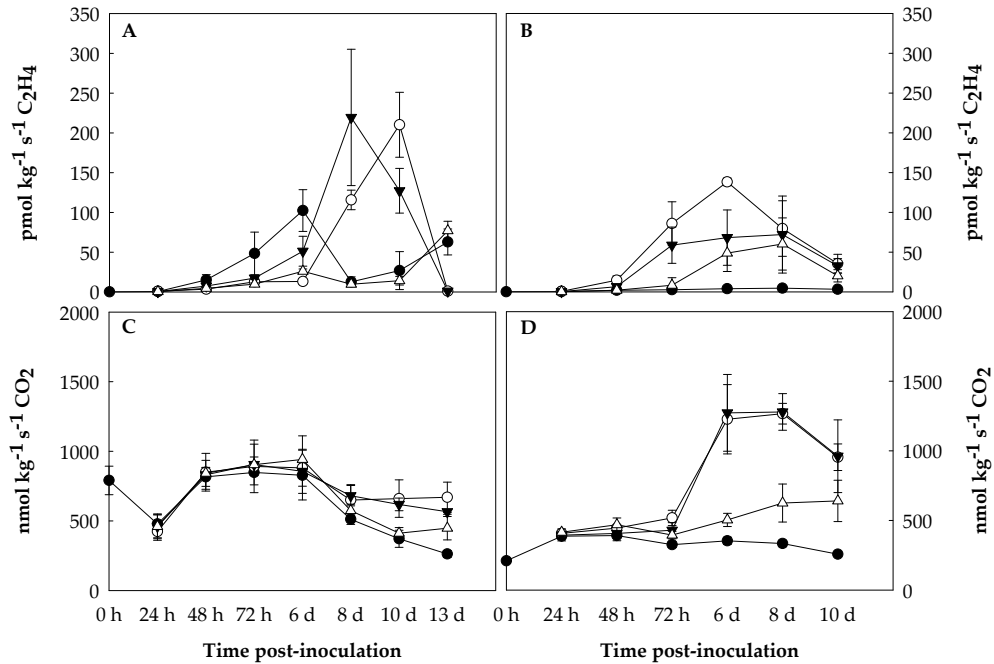 350
300
250
200
150
100
50
0
pmol kg-1 s-1 C2H4
A
B
350
300
250
200
150
100
50
0
pmol kg-1 s-1 C2H4
2000
1500
1000
500
0
nmol kg-1 s-1 CO2
C
D
2000
1500
1000
500
0
nmol kg-1 s-1 CO2
0 h 24 h 48 h 72 h 6 d 8 d 10 d 13 d
0 h 24 h 48 h 72 h 6 d 8 d 10 d
Time post-inoculation
Time post-inoculation